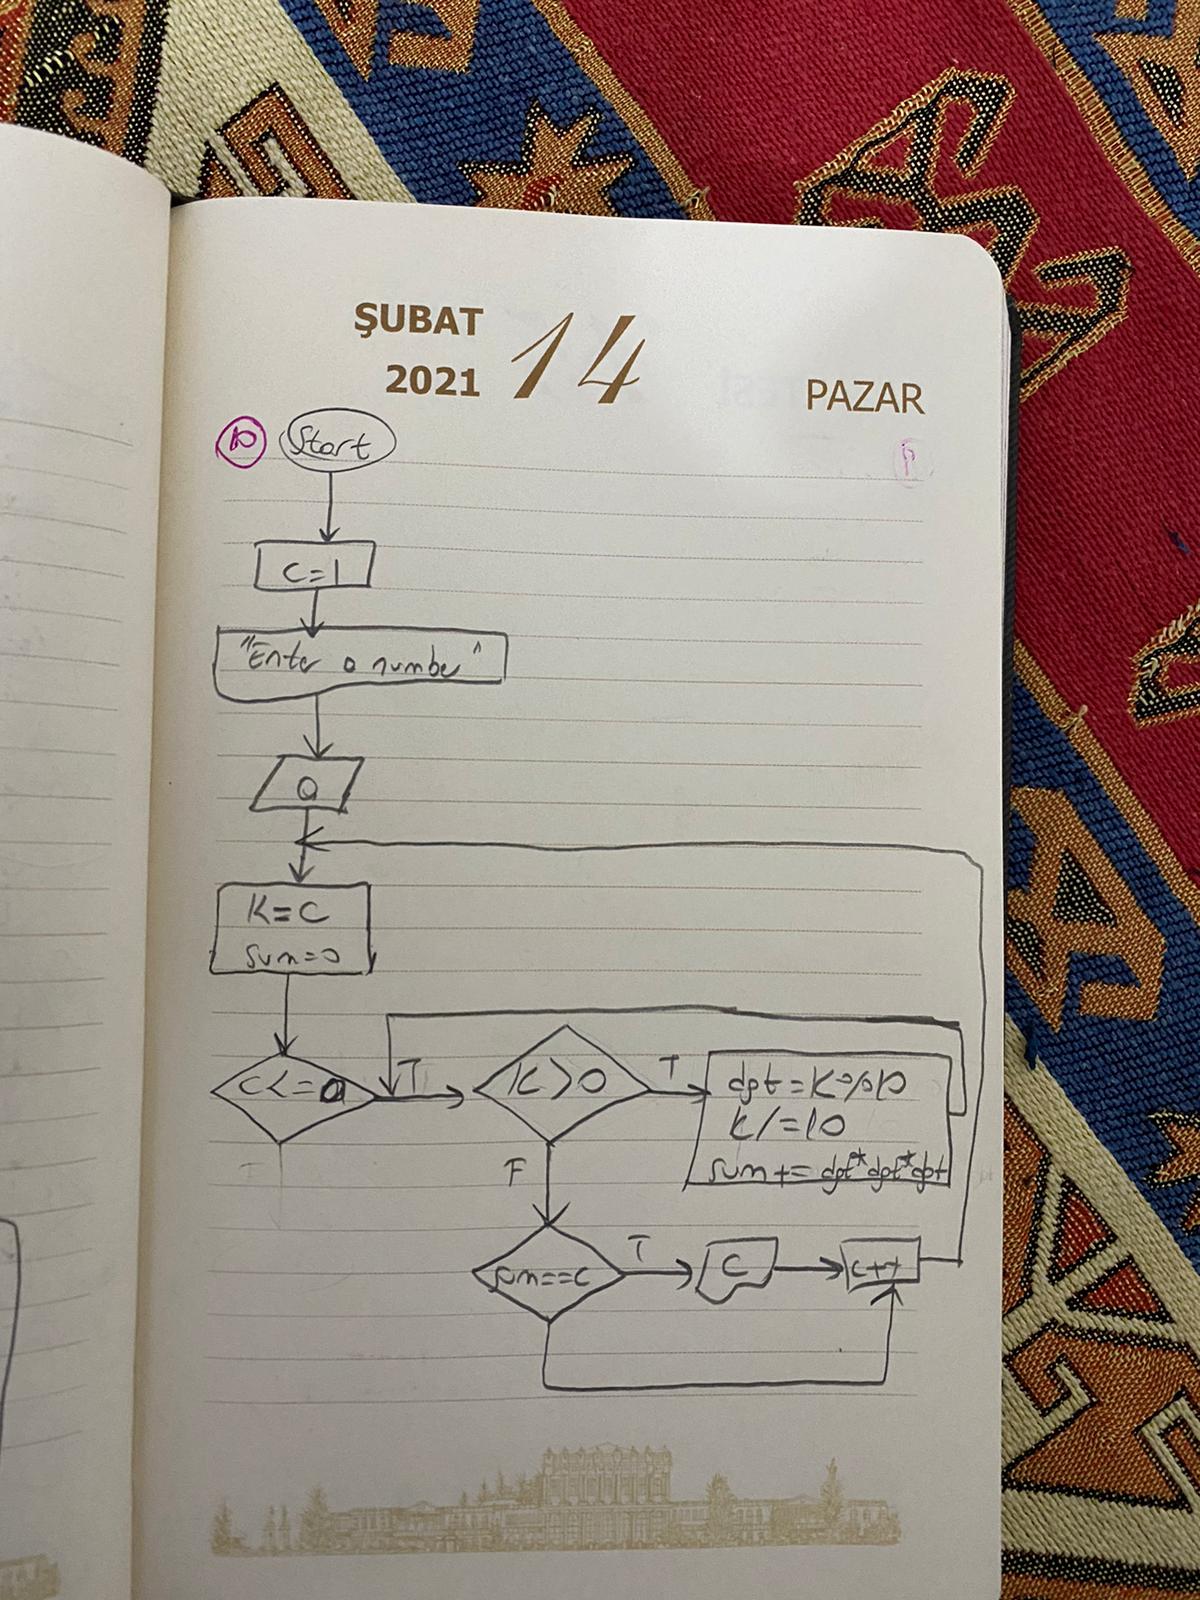 ŞUBAT
2021
14
PAZAR
10 Start
c=1
"Enter a number"
a
K=C
sum=0
c<=a
T
K>0
T
dgt=K%10
K/=10
sum+=dgt*dgt*dgt
F
sum==c
T
C
c++